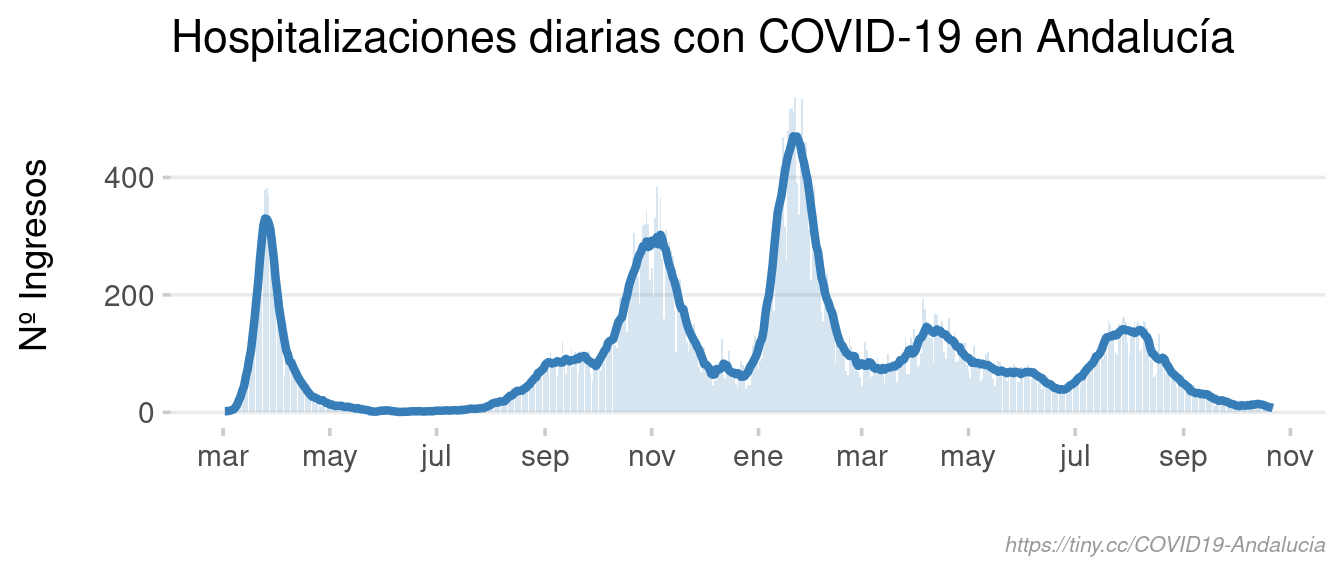 Hospitalizaciones diarias con COVID-19 en Andalucía
Nº Ingresos
400
200
0
mar may jul sep nov ene mar may jul sep nov
https://tiny.cc/COVID19-Andalucia